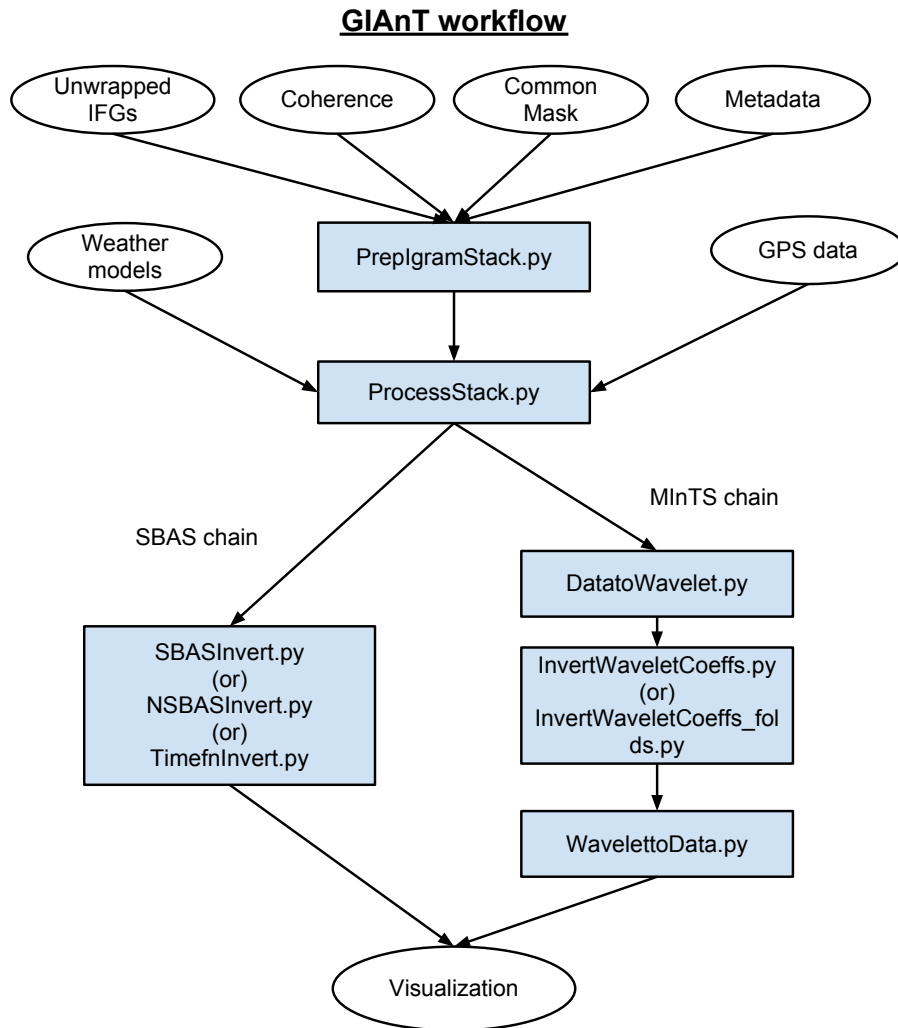 GIAnT workflow
Unwrapped
IFGs
Coherence
Common
Mask
Metadata
Weather
models
PrepIgramStack.py
GPS data
ProcessStack.py
SBAS chain
MInTS chain
DatatoWavelet.py
SBASInvert.py
(or)
NSBASInvert.py
(or)
TimefnInvert.py
InvertWaveletCoeffs.py
(or)
InvertWaveletCoeffs_fol
ds.py
WavelettoData.py
Visualization